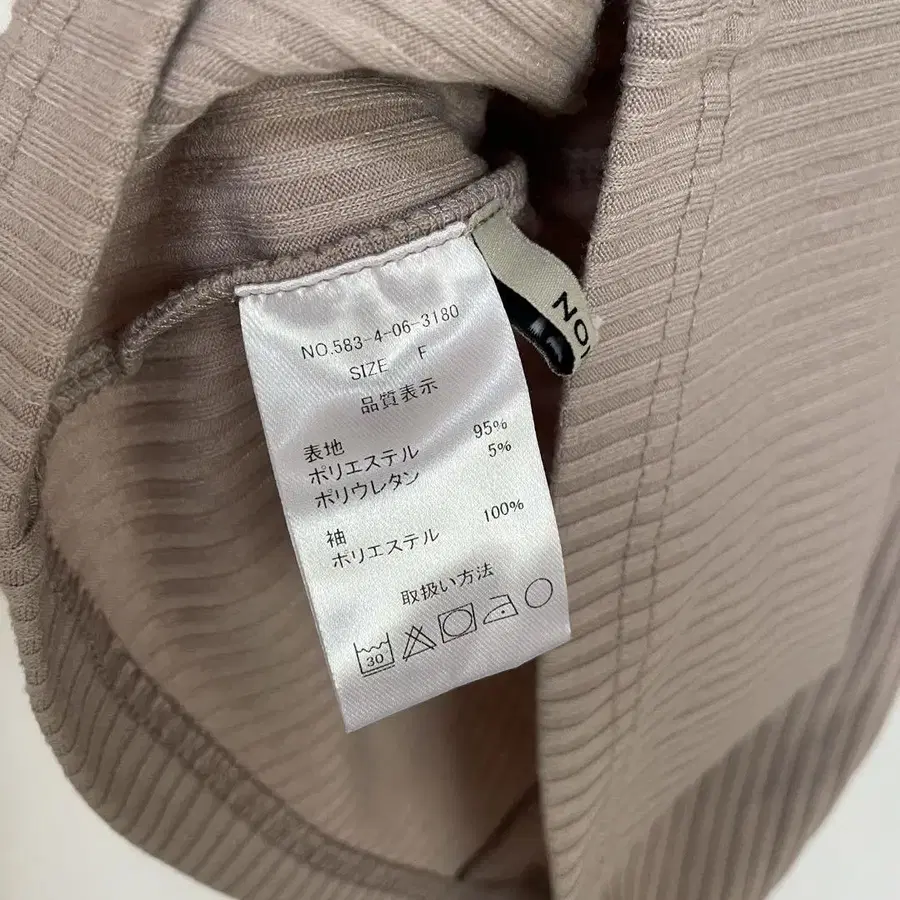 NO.583-4-06-3180
SIZE F
品質表示
表地
ポリエステル 95%
ポリウレタン 5%
袖
ポリエステル 100%
取扱い方法
30